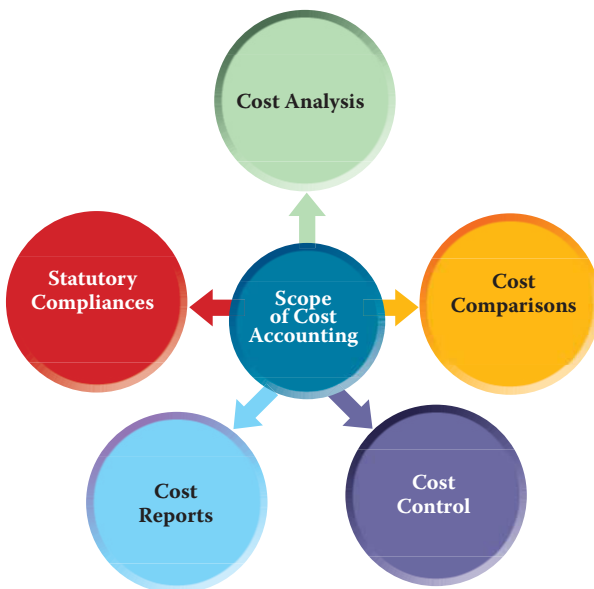 Cost Analysis
Statutory
Compliances
Scope
of Cost
Accounting
Cost
Comparisons
Cost
Reports
Cost
Control